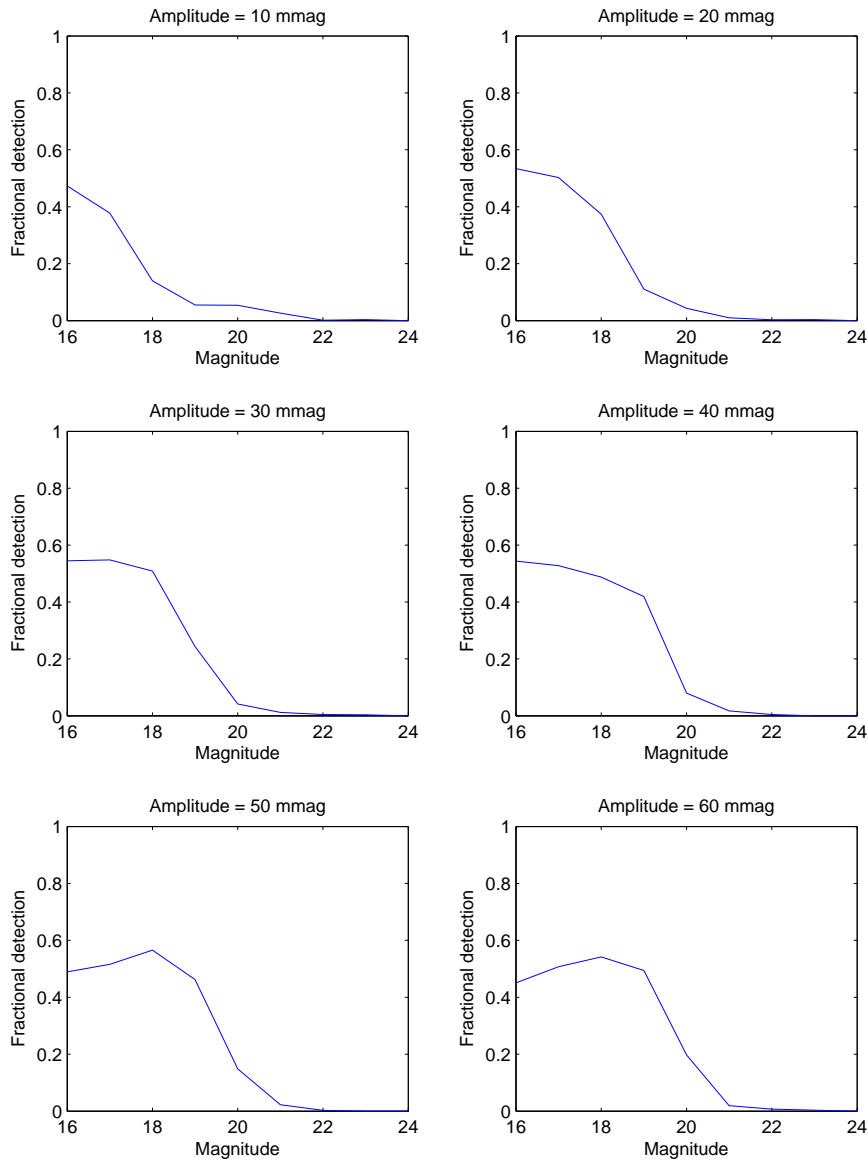 Amplitude = 10 mmag
1
0.8
0.6
0.4
0.2
0
Fractional detection
16 18 20 22 24
Magnitude
Amplitude = 20 mmag
1
0.8
0.6
0.4
0.2
0
Fractional detection
16 18 20 22 24
Magnitude
Amplitude = 30 mmag
1
0.8
0.6
0.4
0.2
0
Fractional detection
16 18 20 22 24
Magnitude
Amplitude = 40 mmag
1
0.8
0.6
0.4
0.2
0
Fractional detection
16 18 20 22 24
Magnitude
Amplitude = 50 mmag
1
0.8
0.6
0.4
0.2
0
Fractional detection
16 18 20 22 24
Magnitude
Amplitude = 60 mmag
1
0.8
0.6
0.4
0.2
0
Fractional detection
16 18 20 22 24
Magnitude